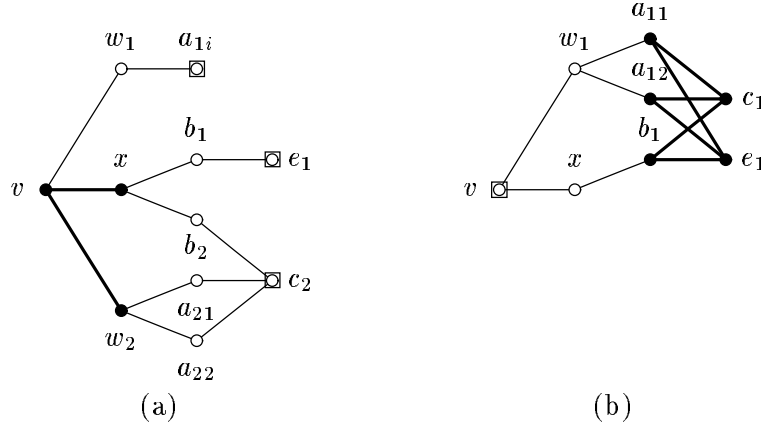 a₁₁
w₁ a₁ᵢ w₁
a₁₂
c₁
b₁ b₁
x x e₁
e₁
v v
b₂
c₂
a₂₁
w₂
a₂₂
(a) (b)